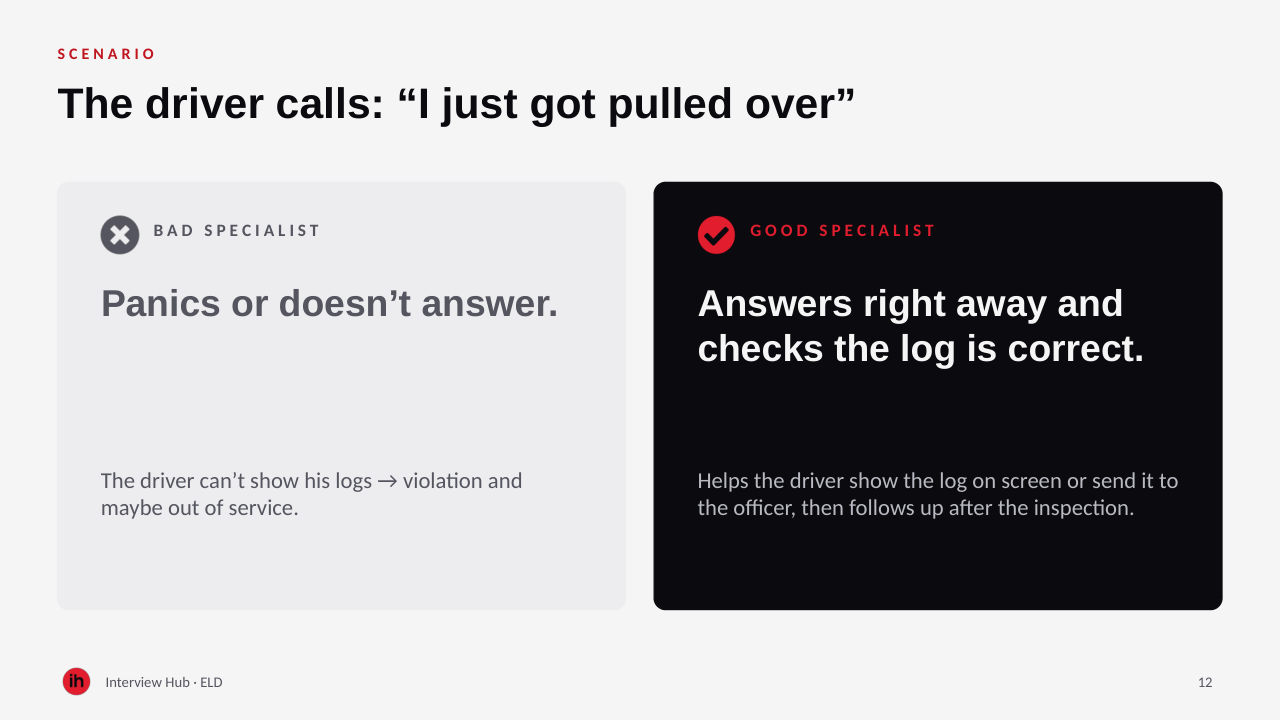 SCENARIO
The driver calls: “I just got pulled over”
BAD SPECIALIST
Panics or doesn’t answer.
The driver can’t show his logs → violation and
maybe out of service.
GOOD SPECIALIST
Answers right away and
checks the log is correct.
Helps the driver show the log on screen or send it to
the officer, then follows up after the inspection.
ih
Interview Hub · ELD
12